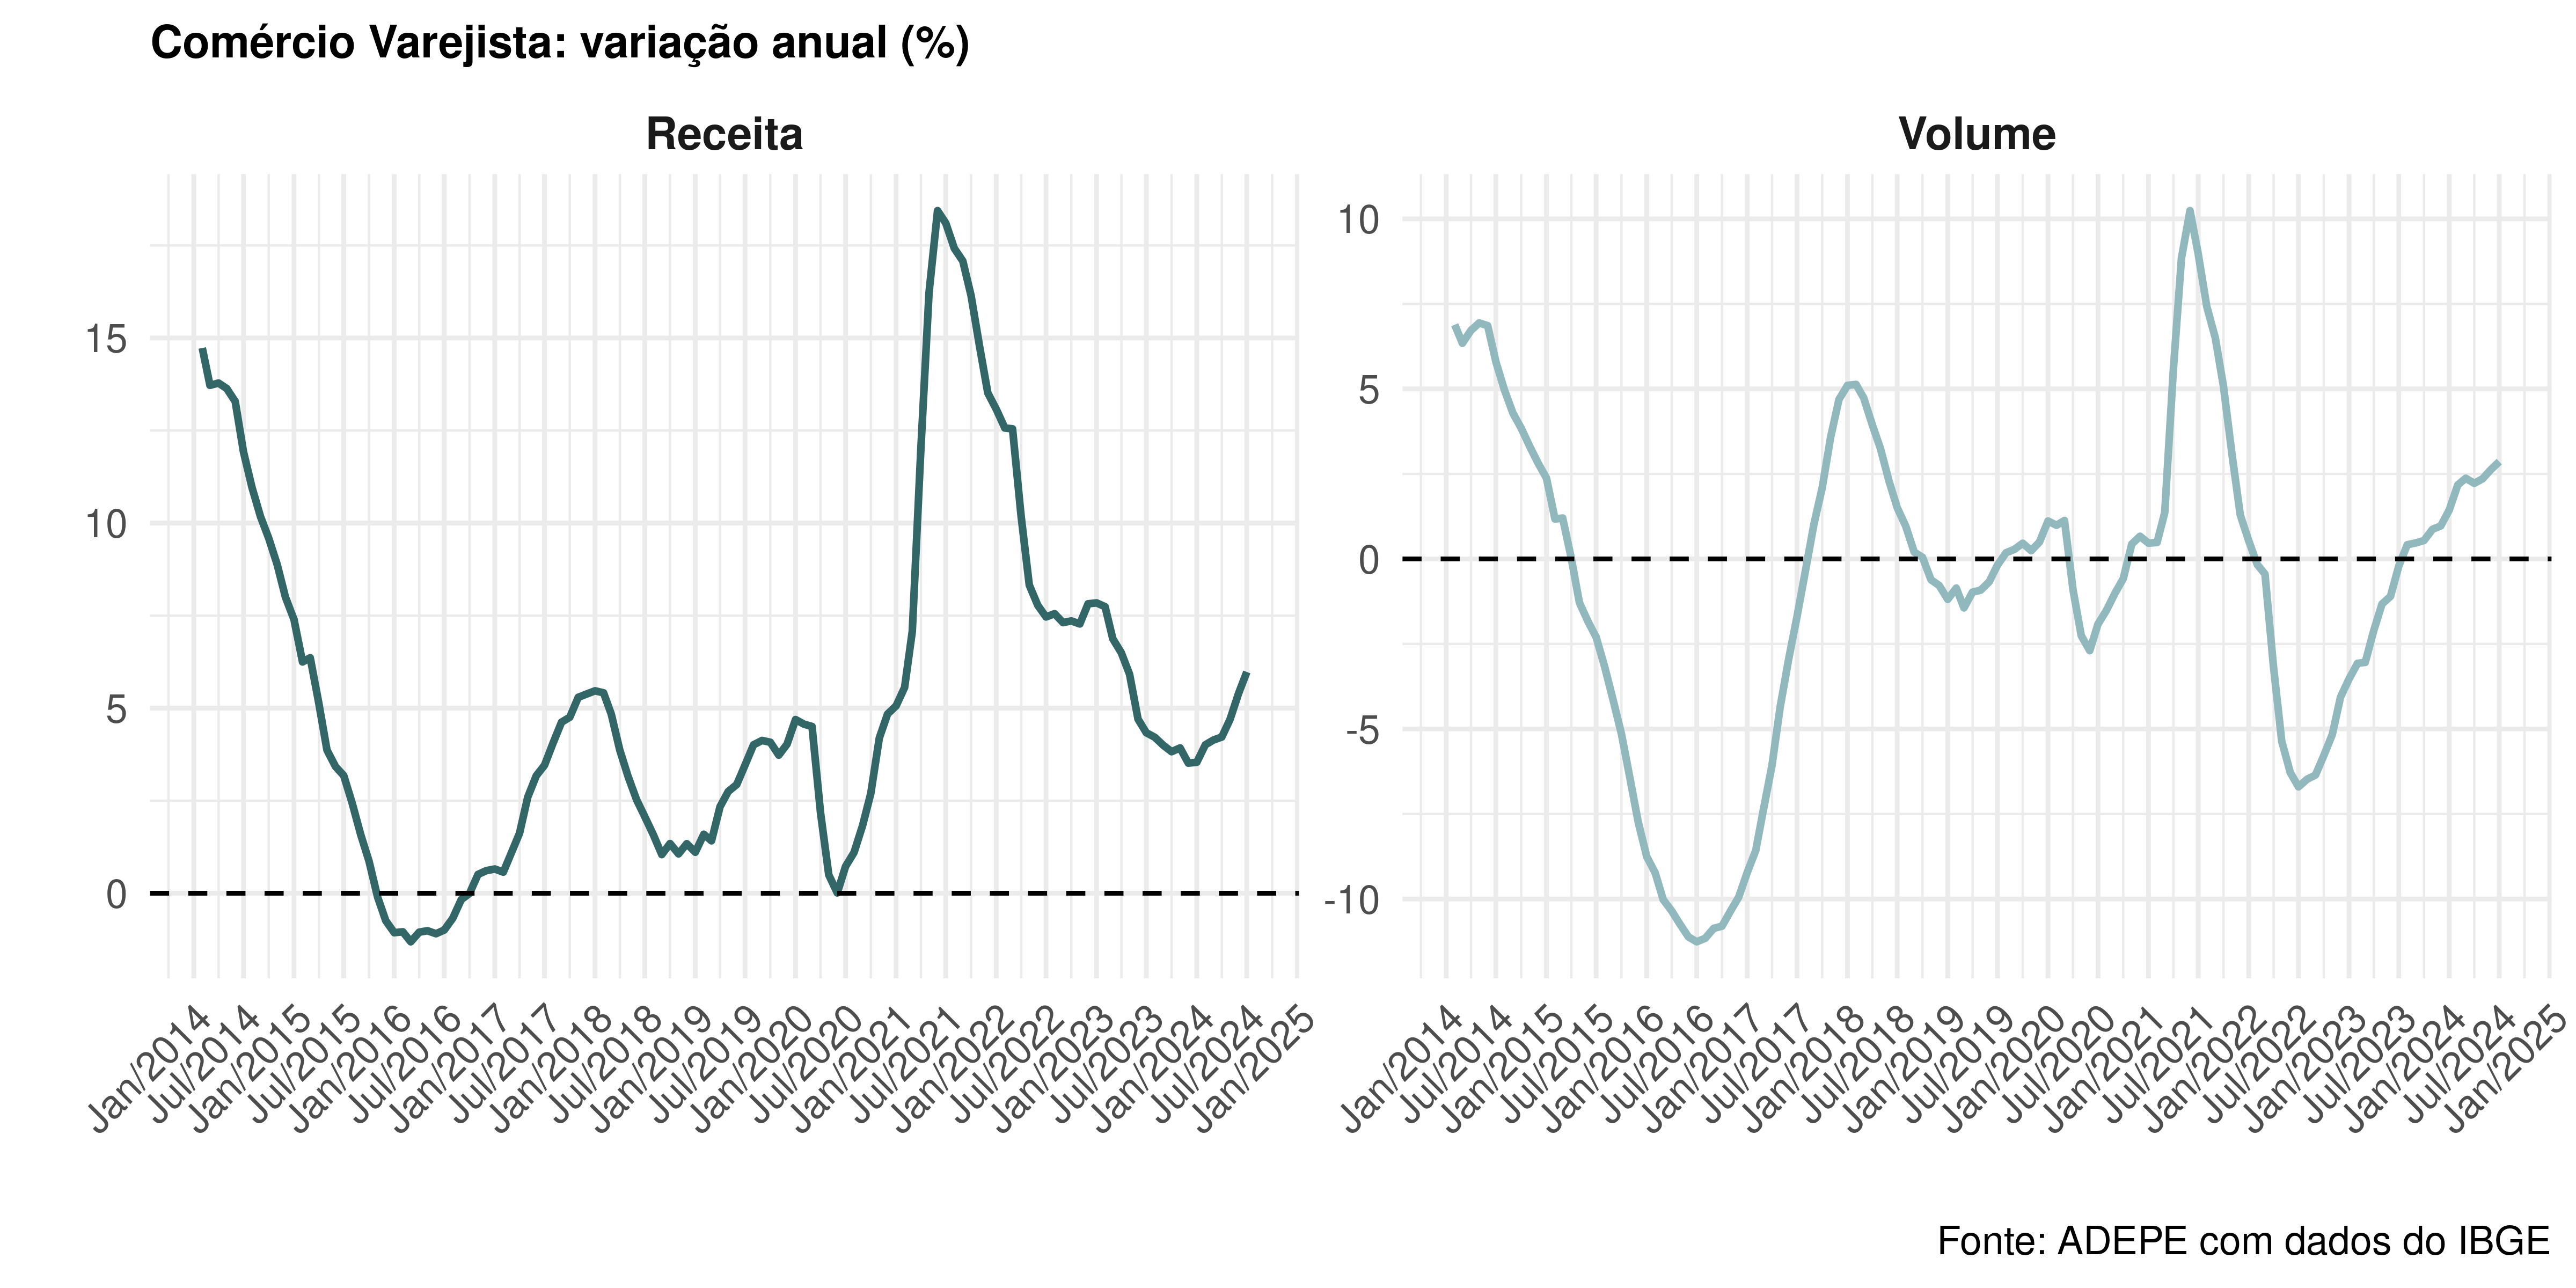 Comércio Varejista: variação anual (%)
Receita
15
10
5
0
Jan/2014
Jul/2014
Jan/2015
Jul/2015
Jan/2016
Jul/2016
Jan/2017
Jul/2017
Jan/2018
Jul/2018
Jan/2019
Jul/2019
Jan/2020
Jul/2020
Jan/2021
Jul/2021
Jan/2022
Jul/2022
Jan/2023
Jul/2023
Jan/2024
Jul/2024
Jan/2025
Volume
10
5
0
-5
-10
Jan/2014
Jul/2014
Jan/2015
Jul/2015
Jan/2016
Jul/2016
Jan/2017
Jul/2017
Jan/2018
Jul/2018
Jan/2019
Jul/2019
Jan/2020
Jul/2020
Jan/2021
Jul/2021
Jan/2022
Jul/2022
Jan/2023
Jul/2023
Jan/2024
Jul/2024
Jan/2025
Fonte: ADEPE com dados do IBGE